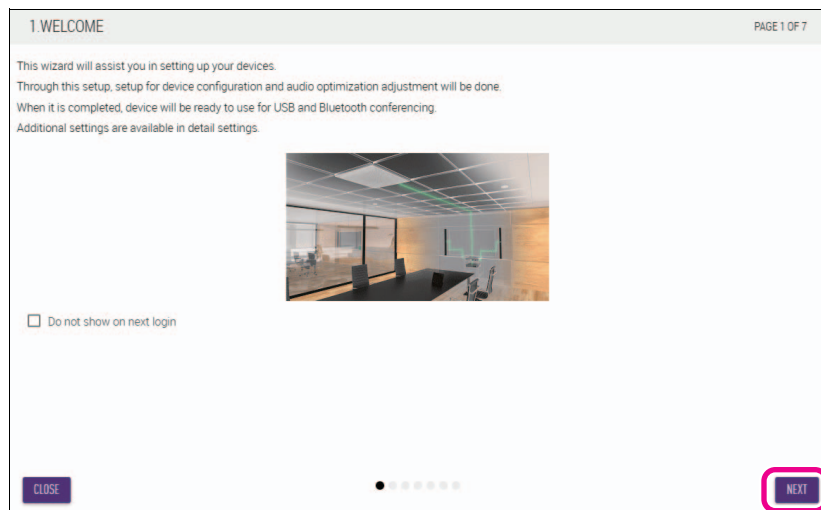 1.WELCOME
PAGE 1 OF 7
This wizard will assist you in setting up your devices.
Through this setup, setup for device configuration and audio optimization adjustment will be done.
When it is completed, device will be ready to use for USB and Bluetooth conferencing.
Additional settings are available in detail settings.
Do not show on next login
CLOSE
NEXT